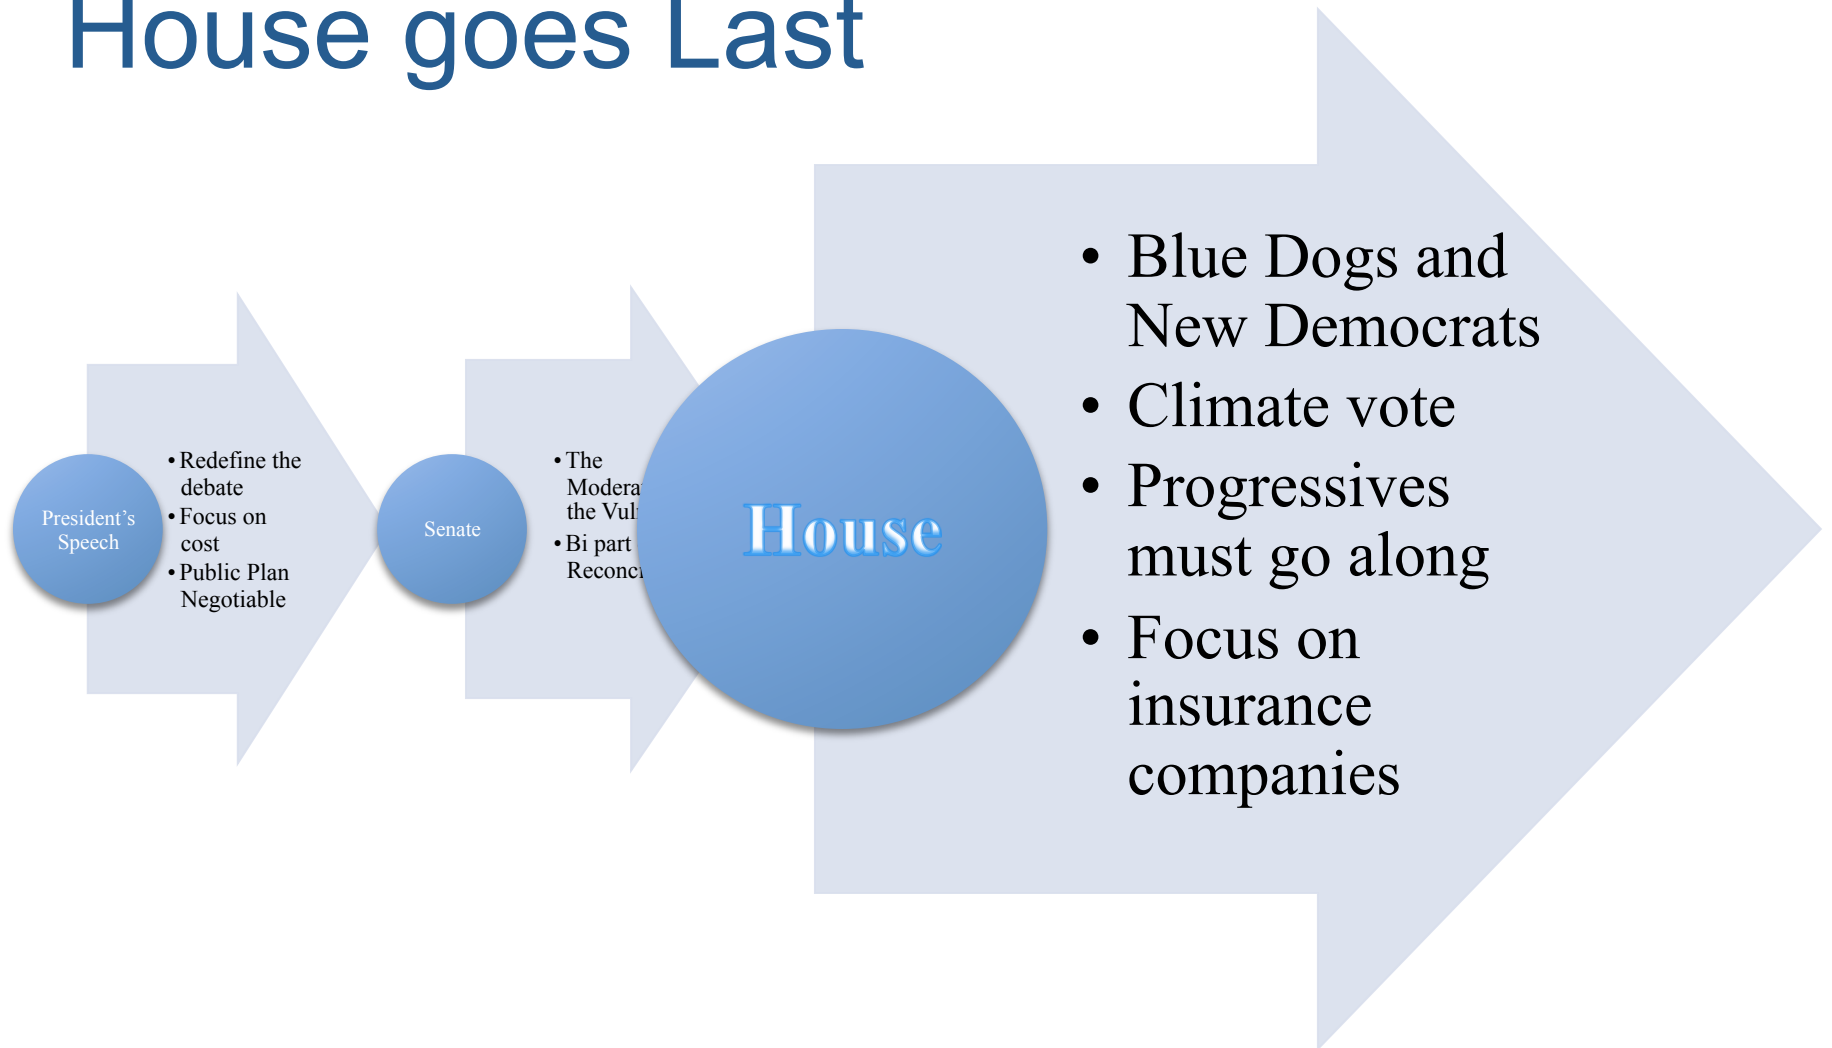 House goes Last
President’s
Speech
• Redefine the
debate
• Focus on
cost
• Public Plan
Negotiable
Senate
• The
the
• Bi part
House
• Blue Dogs and
New Democrats
• Climate vote
• Progressives
must go along
• Focus on
insurance
companies